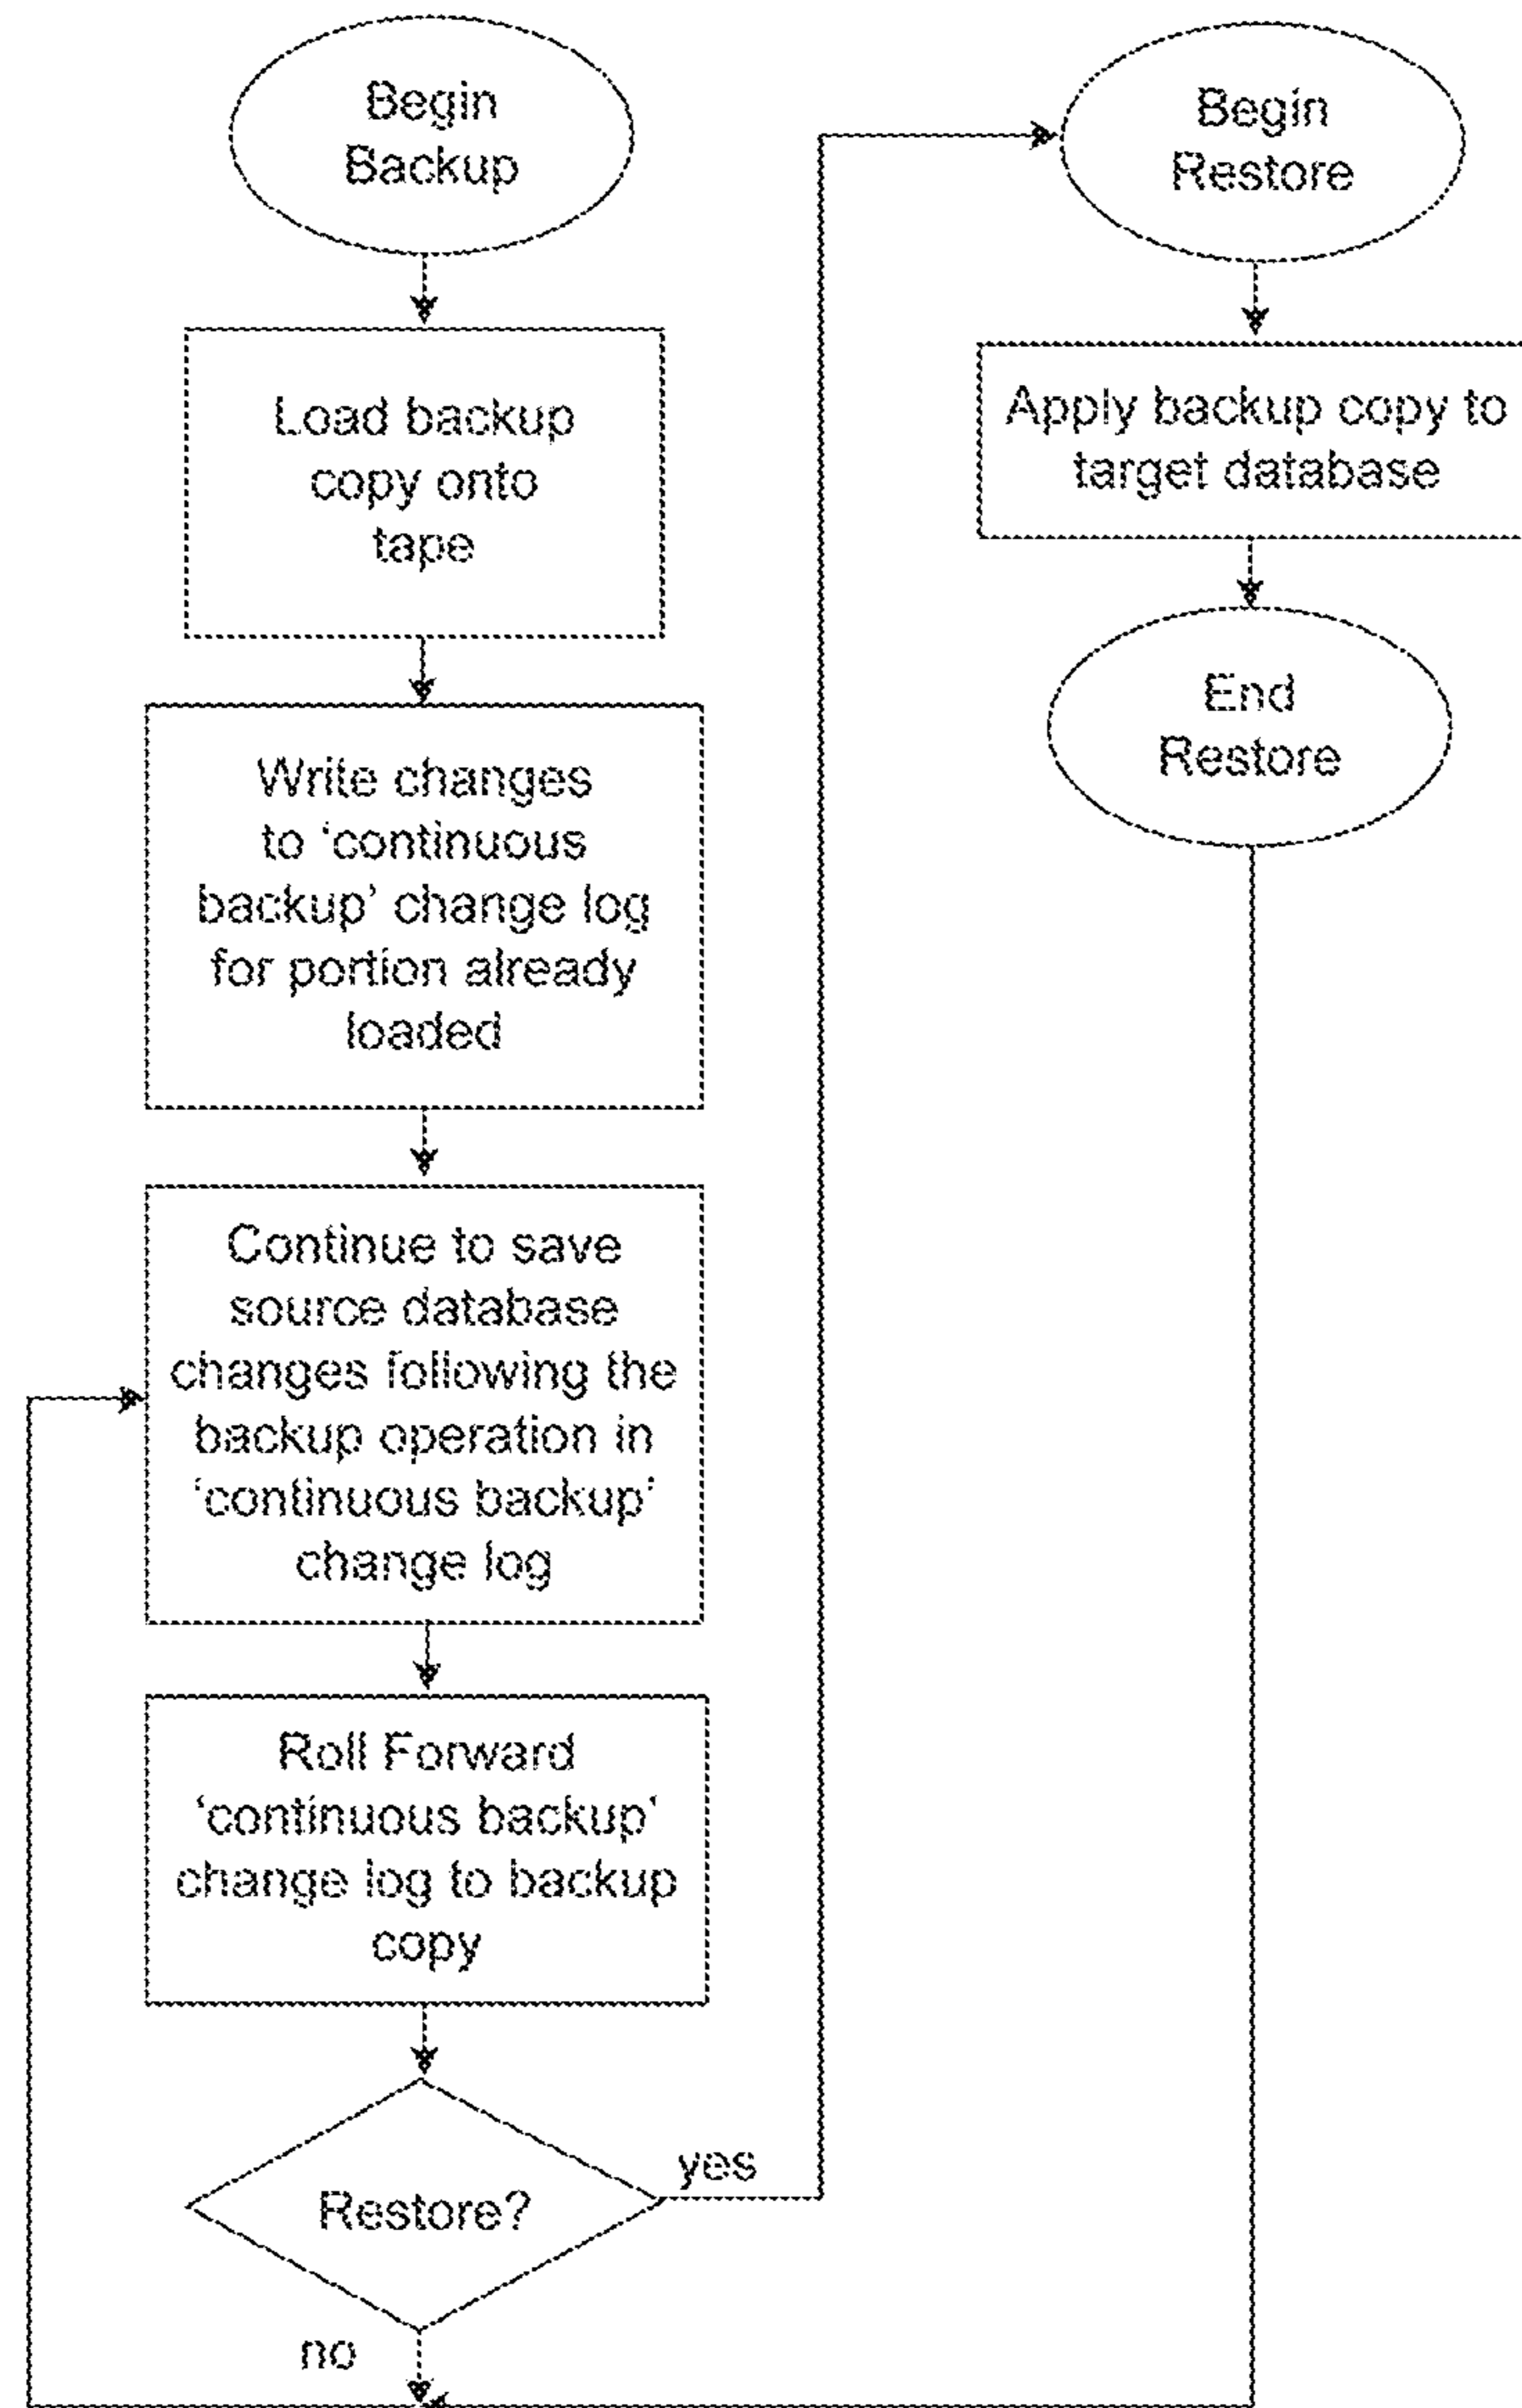 Begin
Backup
Load backup
copy onto
tape
Write changes
to ‘continuous
backup’ change log
for portion already
loaded
Continue to save
source database
changes following the
backup operation in
‘continuous backup’
change log
Roll Forward
‘continuous backup’
change log to backup
copy
Restore?
yes
no
Begin
Restore
Apply backup copy to
target database
End
Restore